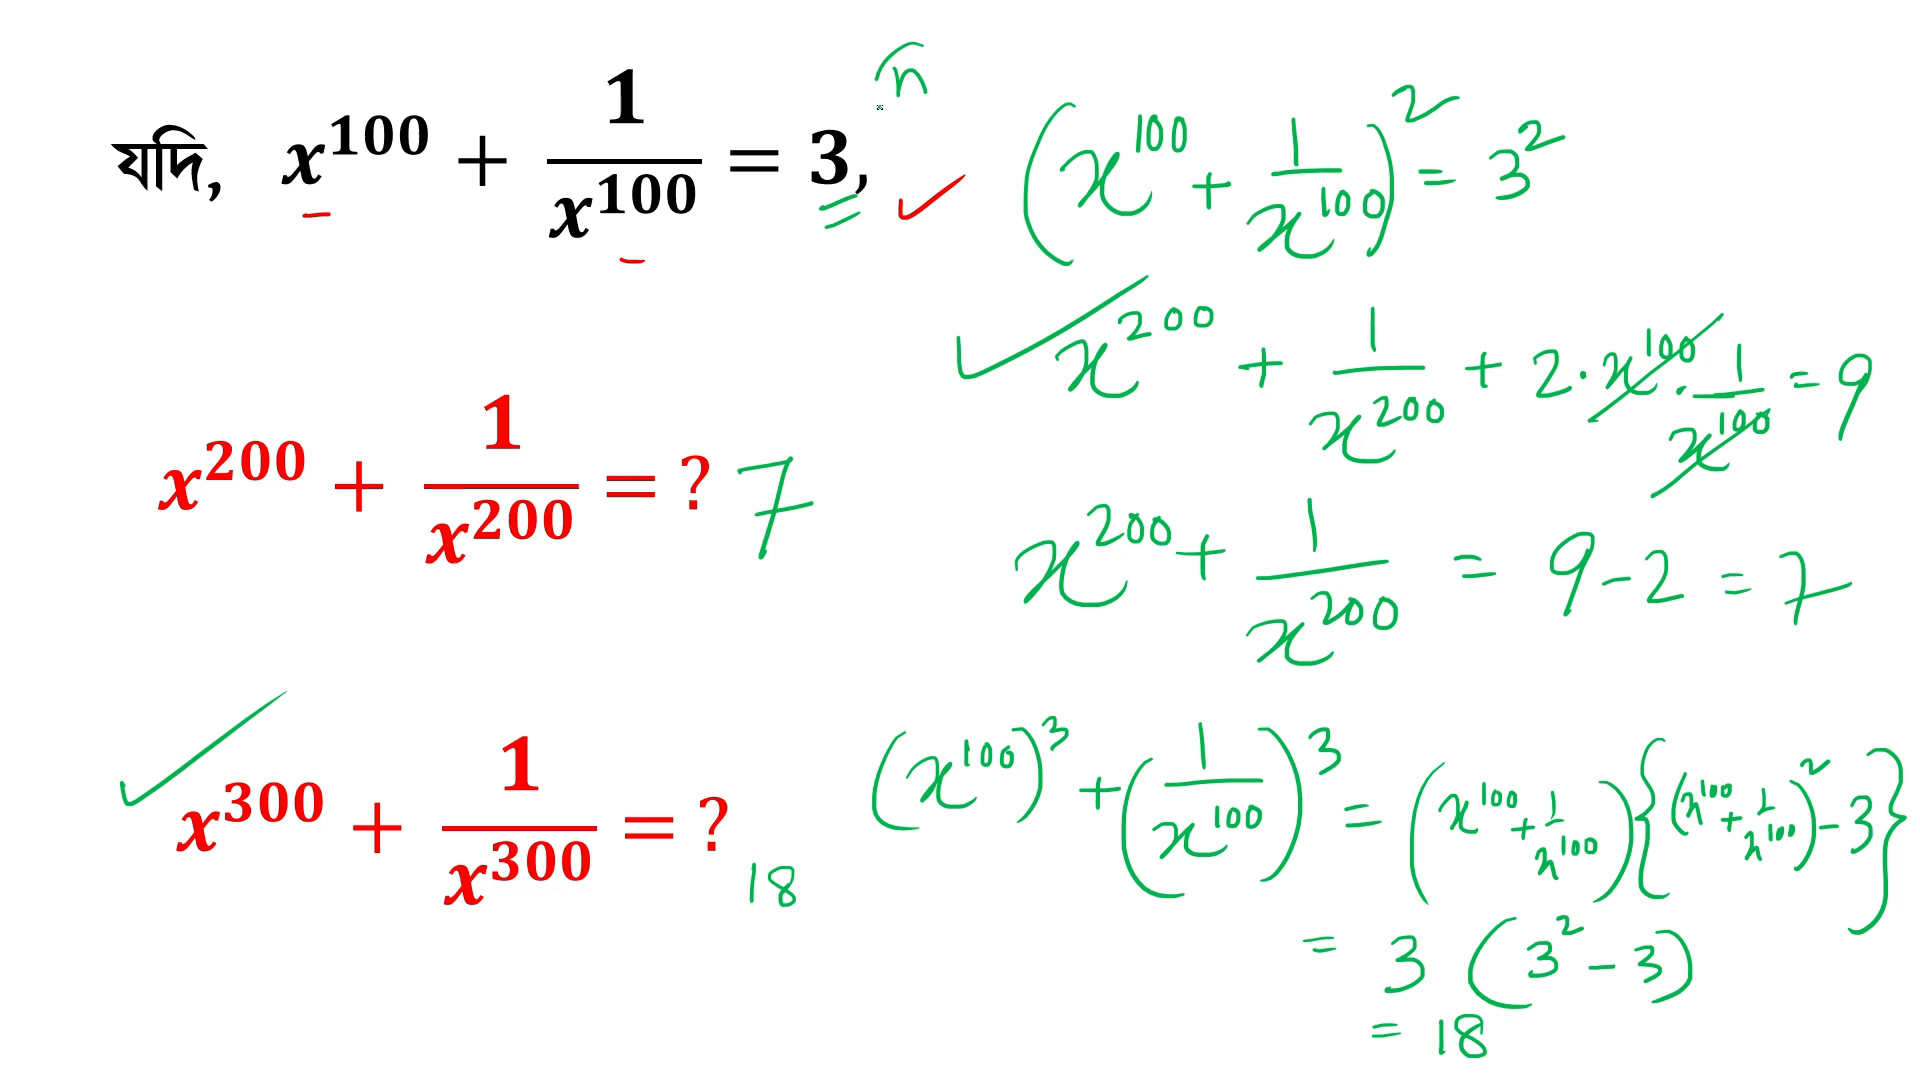 যদি, x^100 + 1/x^100 = 3,
n
(x^100 + 1/x^100)^2 = 3^2
x^200 + 1/x^200 + 2 · x^100 · 1/x^100 = 9
x^200 + 1/x^200 = ? 7
x^200 + 1/x^200 = 9 - 2 = 7
x^300 + 1/x^300 = ? 18
(x^100)^3 + (1/x^100)^3 = (x^100 + 1/x^100) {(x^100 + 1/x^100)^2 - 3}
= 3 (3^2 - 3)
= 18